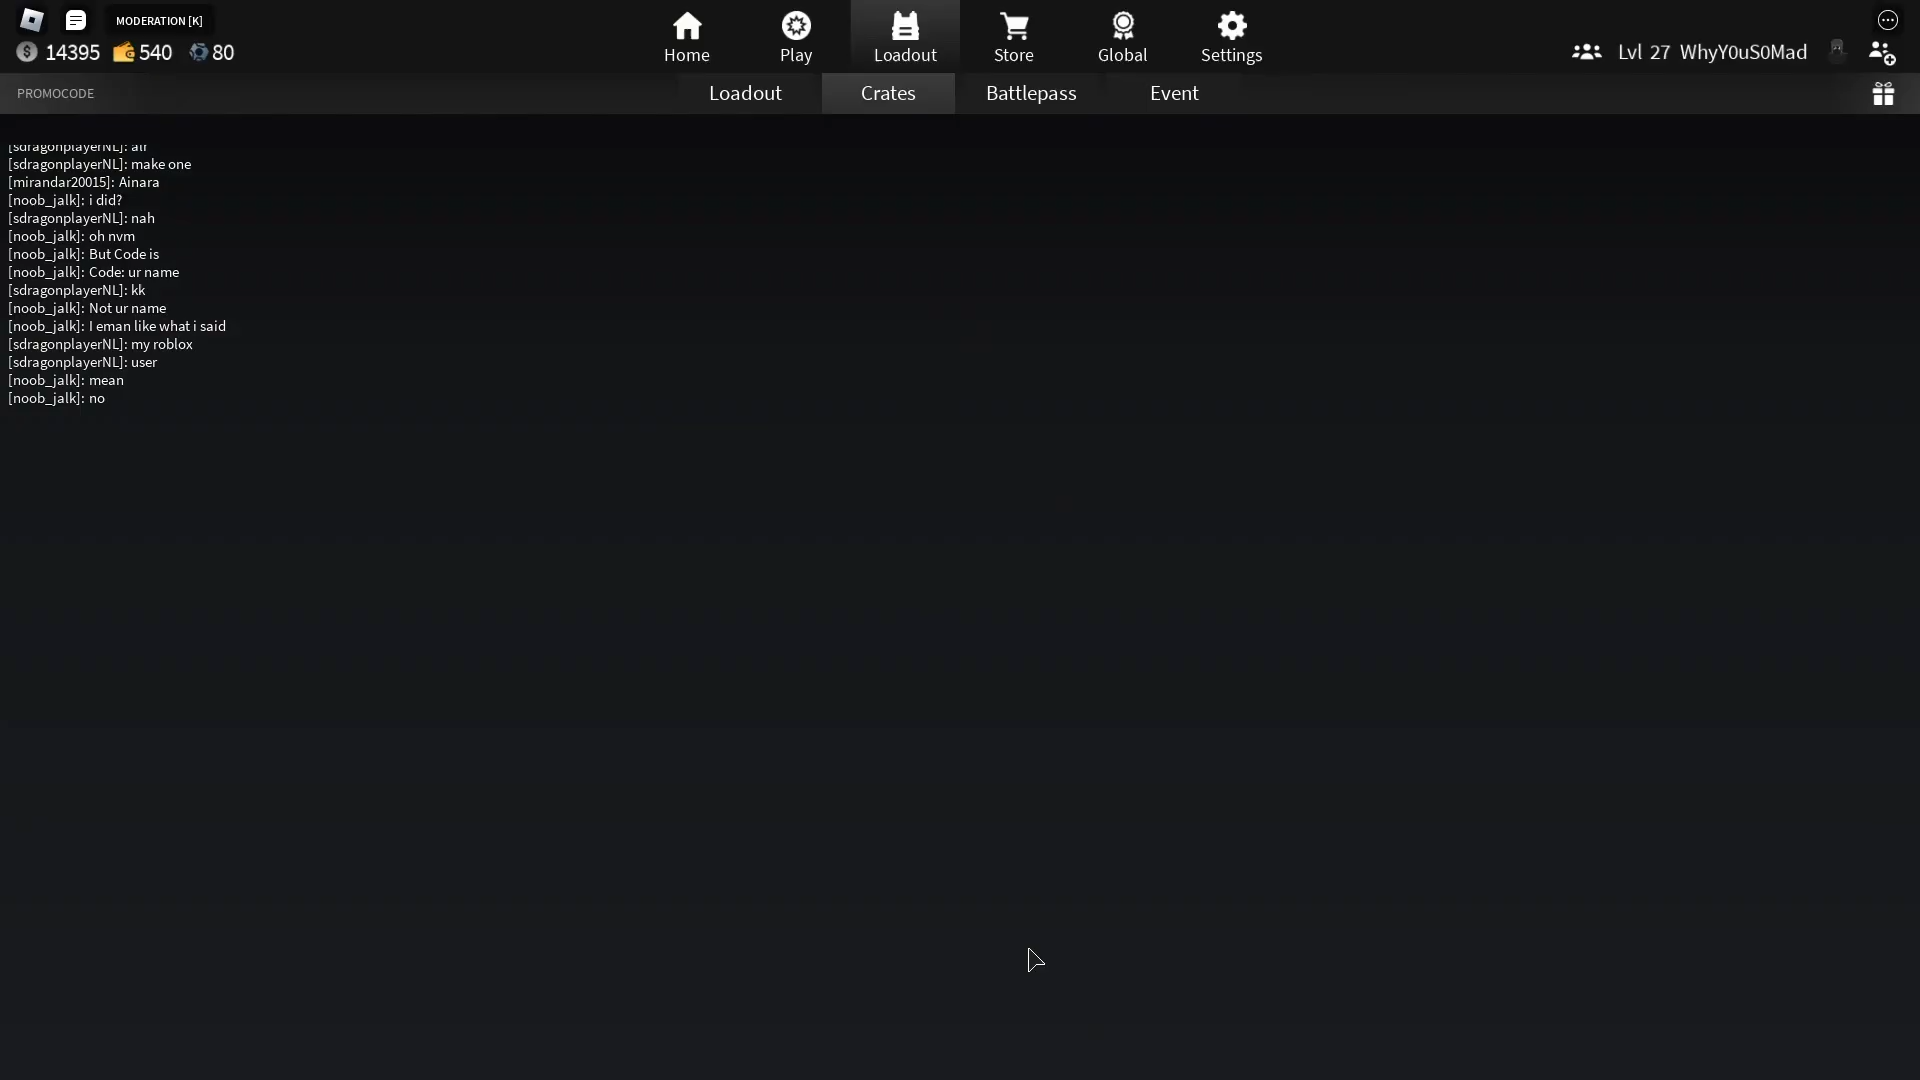 MODERATION [K]
14395 540 80
Home Play Loadout Store Global Settings
Lvl 27 WhyY0uS0Mad
PROMOCODE
Loadout Crates Battlepass Event
[sdragonplayerNL]: alr
[sdragonplayerNL]: make one
[mirandar20015]: Ainara
[noob_jalk]: i did?
[sdragonplayerNL]: nah
[noob_jalk]: oh nvm
[noob_jalk]: But Code is
[noob_jalk]: Code: ur name
[sdragonplayerNL]: kk
[noob_jalk]: Not ur name
[noob_jalk]: I eman like what i said
[sdragonplayerNL]: my roblox
[sdragonplayerNL]: user
[noob_jalk]: mean
[noob_jalk]: no